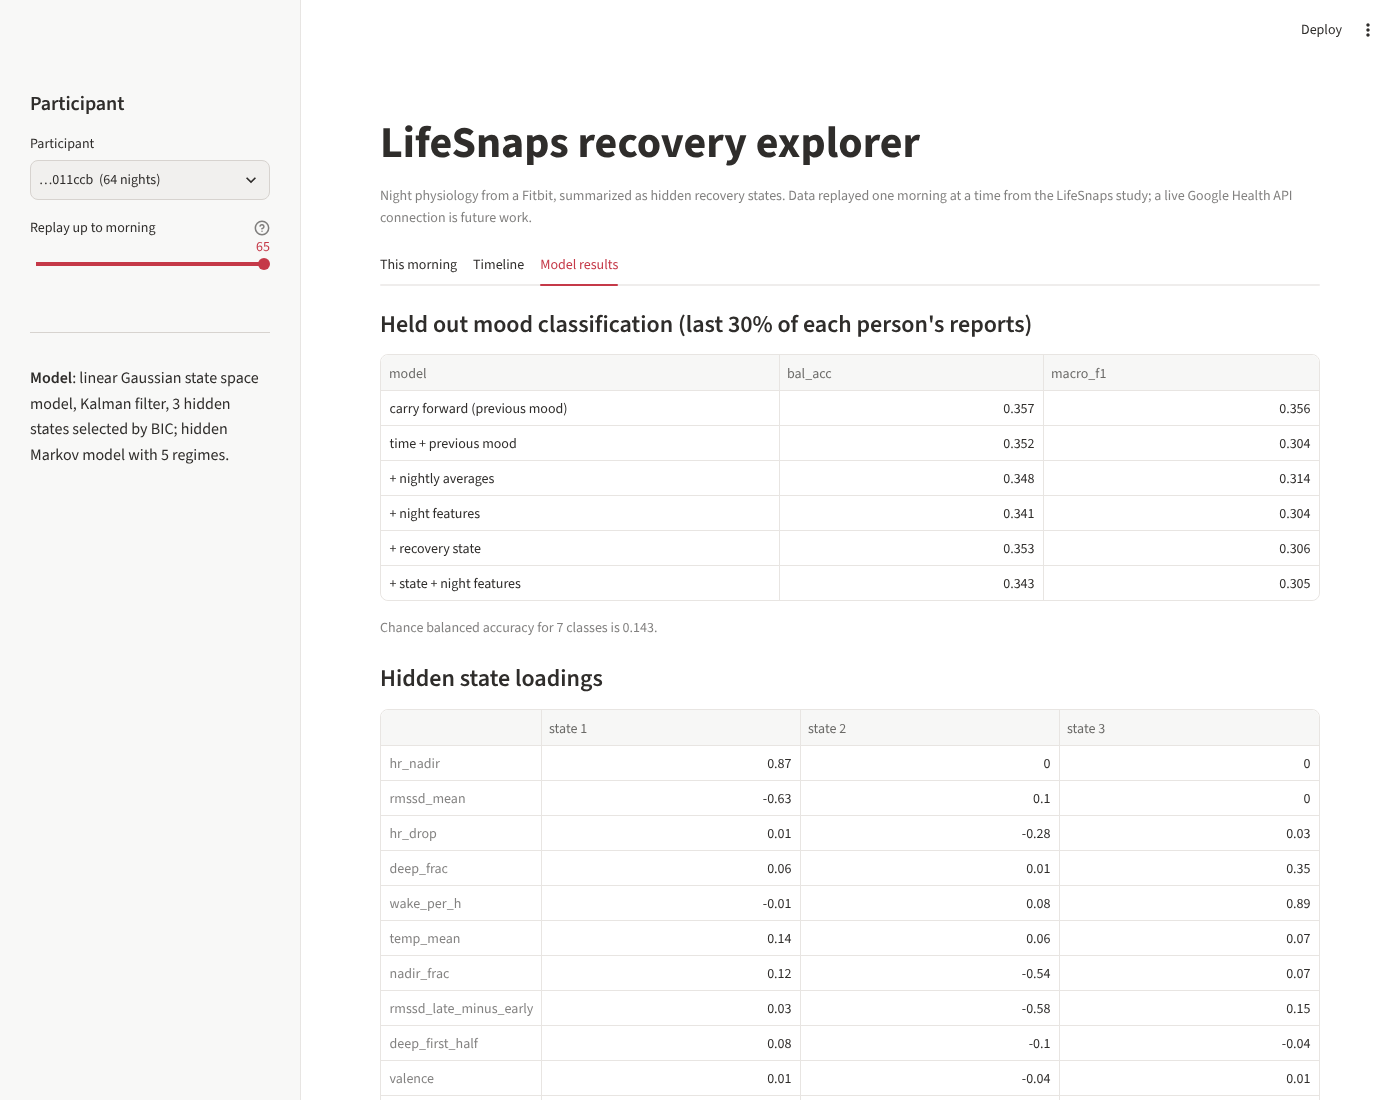 Deploy
Participant
Participant
...011ccb (64 nights)
Replay up to morning
65
Model: linear Gaussian state space
model, Kalman filter, 3 hidden
states selected by BIC; hidden
Markov model with 5 regimes.
LifeSnaps recovery explorer
Night physiology from a Fitbit, summarized as hidden recovery states. Data replayed one morning at a time from the LifeSnaps study; a live Google Health API
connection is future work.
This morning Timeline Model results
Held out mood classification (last 30% of each person's reports)
model bal_acc macro_f1
carry forward (previous mood) 0.357 0.356
time + previous mood 0.352 0.304
+ nightly averages 0.348 0.314
+ night features 0.341 0.304
+ recovery state 0.353 0.306
+ state + night features 0.343 0.305
Chance balanced accuracy for 7 classes is 0.143.
Hidden state loadings
state 1 state 2 state 3
hr_nadir 0.87 0 0
rmssd_mean -0.63 0.1 0
hr_drop 0.01 -0.28 0.03
deep_frac 0.06 0.01 0.35
wake_per_h -0.01 0.08 0.89
temp_mean 0.14 0.06 0.07
nadir_frac 0.12 -0.54 0.07
rmssd_late_minus_early 0.03 -0.58 0.15
deep_first_half 0.08 -0.1 -0.04
valence 0.01 -0.04 0.01